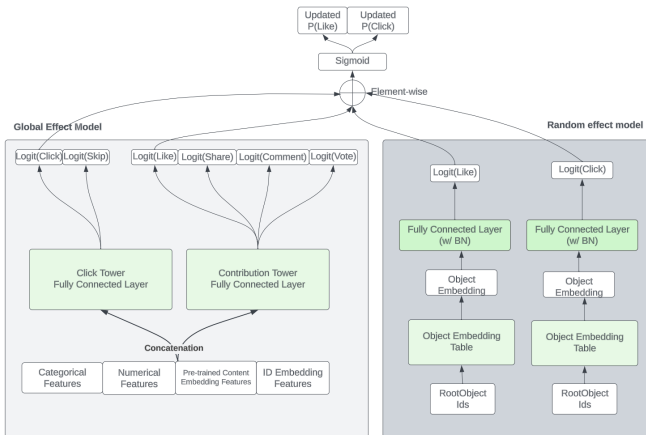 Updated
P(Like)
Updated
P(Click)
Sigmoid
Element-wise
Global Effect Model
Random effect model
Logit(Click)
Logit(Skip)
Logit(Like)
Logit(Share)
Logit(Comment)
Logit(Vote)
Logit(Like)
Logit(Click)
Click Tower
Fully Connected Layer
Contribution Tower
Fully Connected Layer
Fully Connected Layer
(w/ BN)
Fully Connected Layer
(w/ BN)
Object
Embedding
Object
Embedding
Object Embedding
Table
Object Embedding
Table
Concatenation
Categorical
Features
Numerical
Features
Pre-trained Content
Embedding Features
ID Embedding
Features
RootObject
Ids
RootObject
Ids